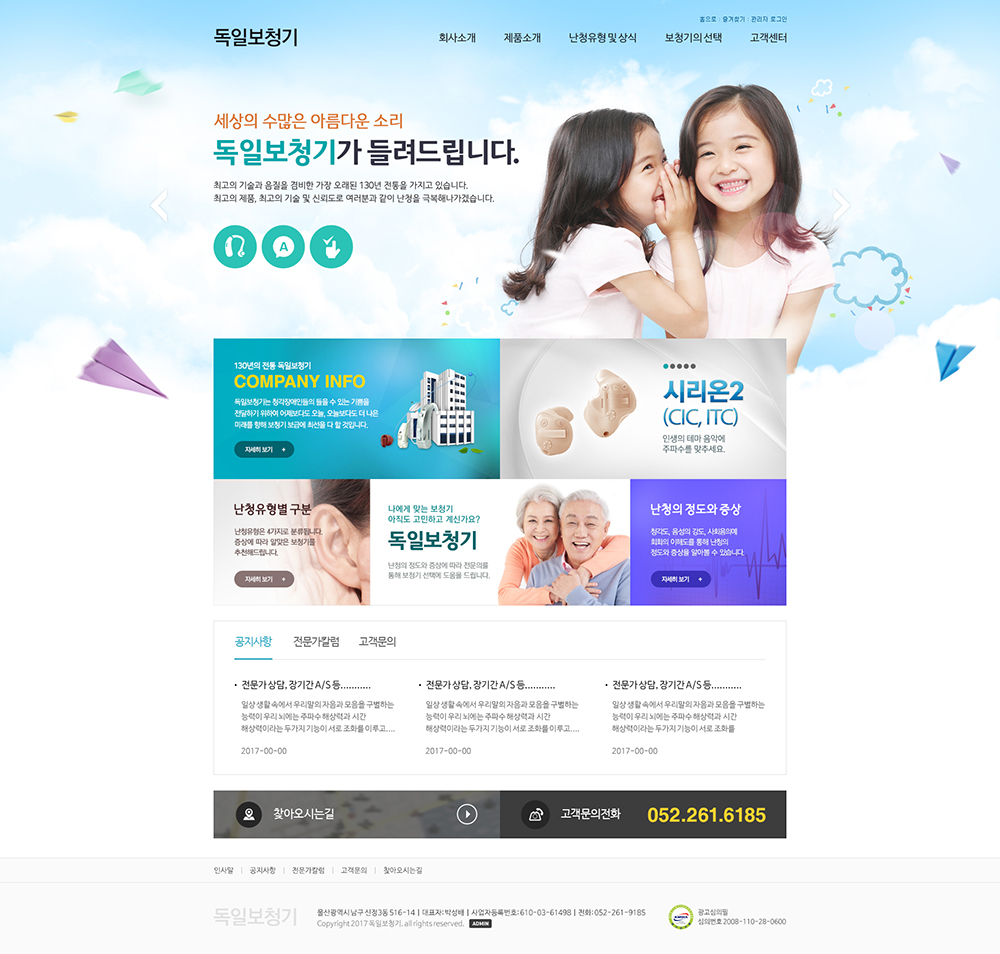 홈으로 | 즐겨찾기 | 관리자 로그인
독일보청기
회사소개 제품소개 난청유형 및 상식 보청기의 선택 고객센터
세상의 수많은 아름다운 소리
독일보청기가 들려드립니다.
최고의 기술과 음질을 겸비한 가장 오래된 130년 전통을 가지고 있습니다.
최고의 제품, 최고의 기술 및 신뢰도로 여러분과 같이 난청을 극복해나가겠습니다.
A
130년의 전통 독일보청기
COMPANY INFO
독일보청기는 청각장애인들의 들을 수 있는 기쁨을
전달하기 위하여 어제보다도 오늘, 오늘보다도 더 나은
미래를 향해 보청기 보급에 최선을 다 할 것입니다.
자세히 보기 +
시리온2
(CIC, ITC)
인생의 테마 음악에
주파수를 맞추세요.
난청유형별 구분
난청유형은 4가지로 분류됩니다.
증상에 따라 알맞은 보청기를
추천해드립니다.
자세히 보기 +
나에게 맞는 보청기
아직도 고민하고 계신가요?
독일보청기
난청의 정도와 증상에 따라 전문의를
통해 보청기 선택에 도움을 드립니다.
난청의 정도와 증상
청각도, 음성의 강도, 사회음의에
회화의 이해도를 통해 난청의
정도와 증상을 알아볼 수 있습니다.
자세히 보기 +
공지사항 전문가칼럼 고객문의
· 전문가 상담, 장기간 A/S 등...........
일상 생활 속에서 우리말의 자음과 모음을 구별하는
능력이 우리 뇌에는 주파수 해상력과 시간
해상력이라는 두가지 기능이 서로 조화를 이루고....
2017-00-00
· 전문가 상담, 장기간 A/S 등...........
일상 생활 속에서 우리말의 자음과 모음을 구별하는
능력이 우리 뇌에는 주파수 해상력과 시간
해상력이라는 두가지 기능이 서로 조화를 이루고....
2017-00-00
· 전문가 상담, 장기간 A/S 등...........
일상 생활 속에서 우리말의 자음과 모음을 구별하는
능력이 우리 뇌에는 주파수 해상력과 시간
해상력이라는 두가지 기능이 서로 조화를
2017-00-00
찾아오시는길
고객문의전화 052.261.6185
인사말 | 공지사항 | 전문가칼럼 | 고객문의 | 찾아오시는길
독일보청기
울산광역시 남구 신정3동 516-14 | 대표자 : 박성배 | 사업자등록번호 : 610-03-61498 | 전화 : 052-261-9185
Copyright 2017 독일보청기. all rights reserved. ADMIN
광고심의필
심의번호 2008-110-28-0600